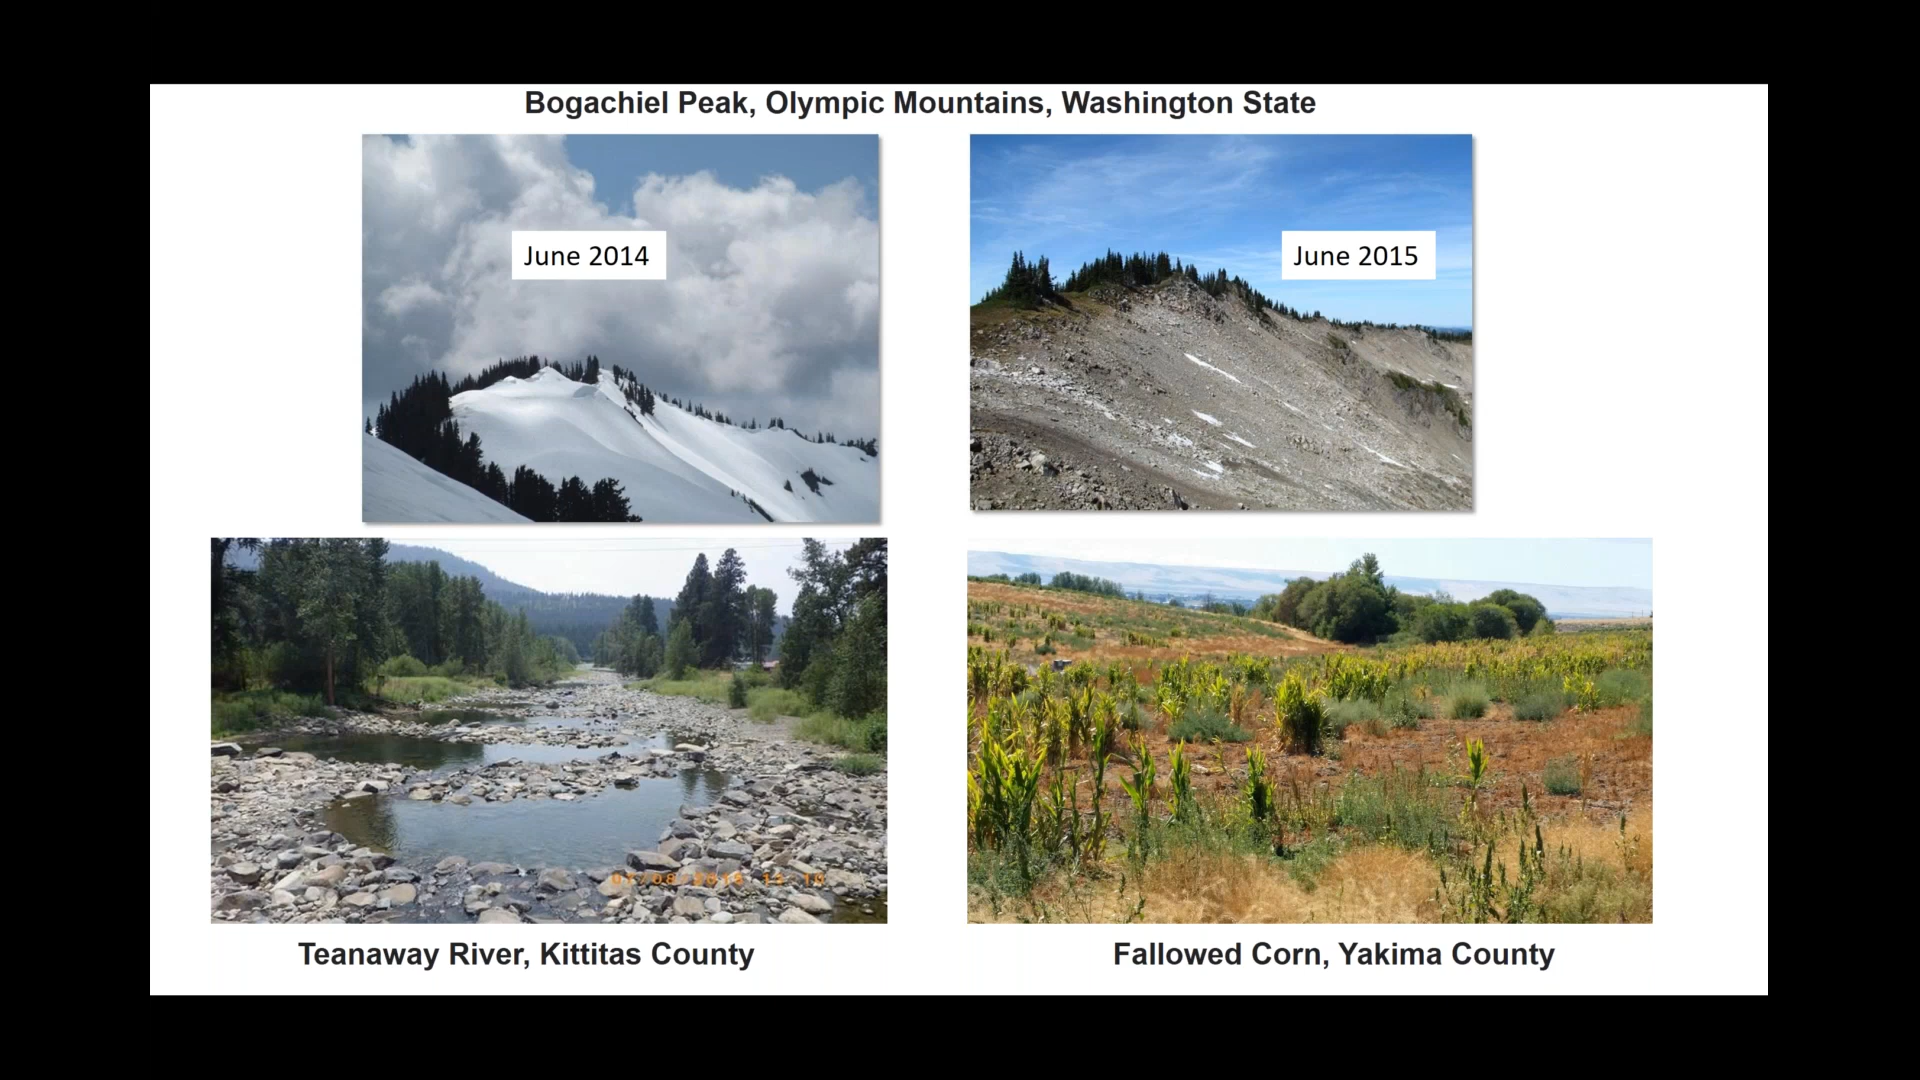 Bogachiel Peak, Olympic Mountains, Washington State
June 2014
June 2015
Teanaway River, Kittitas County
Fallowed Corn, Yakima County